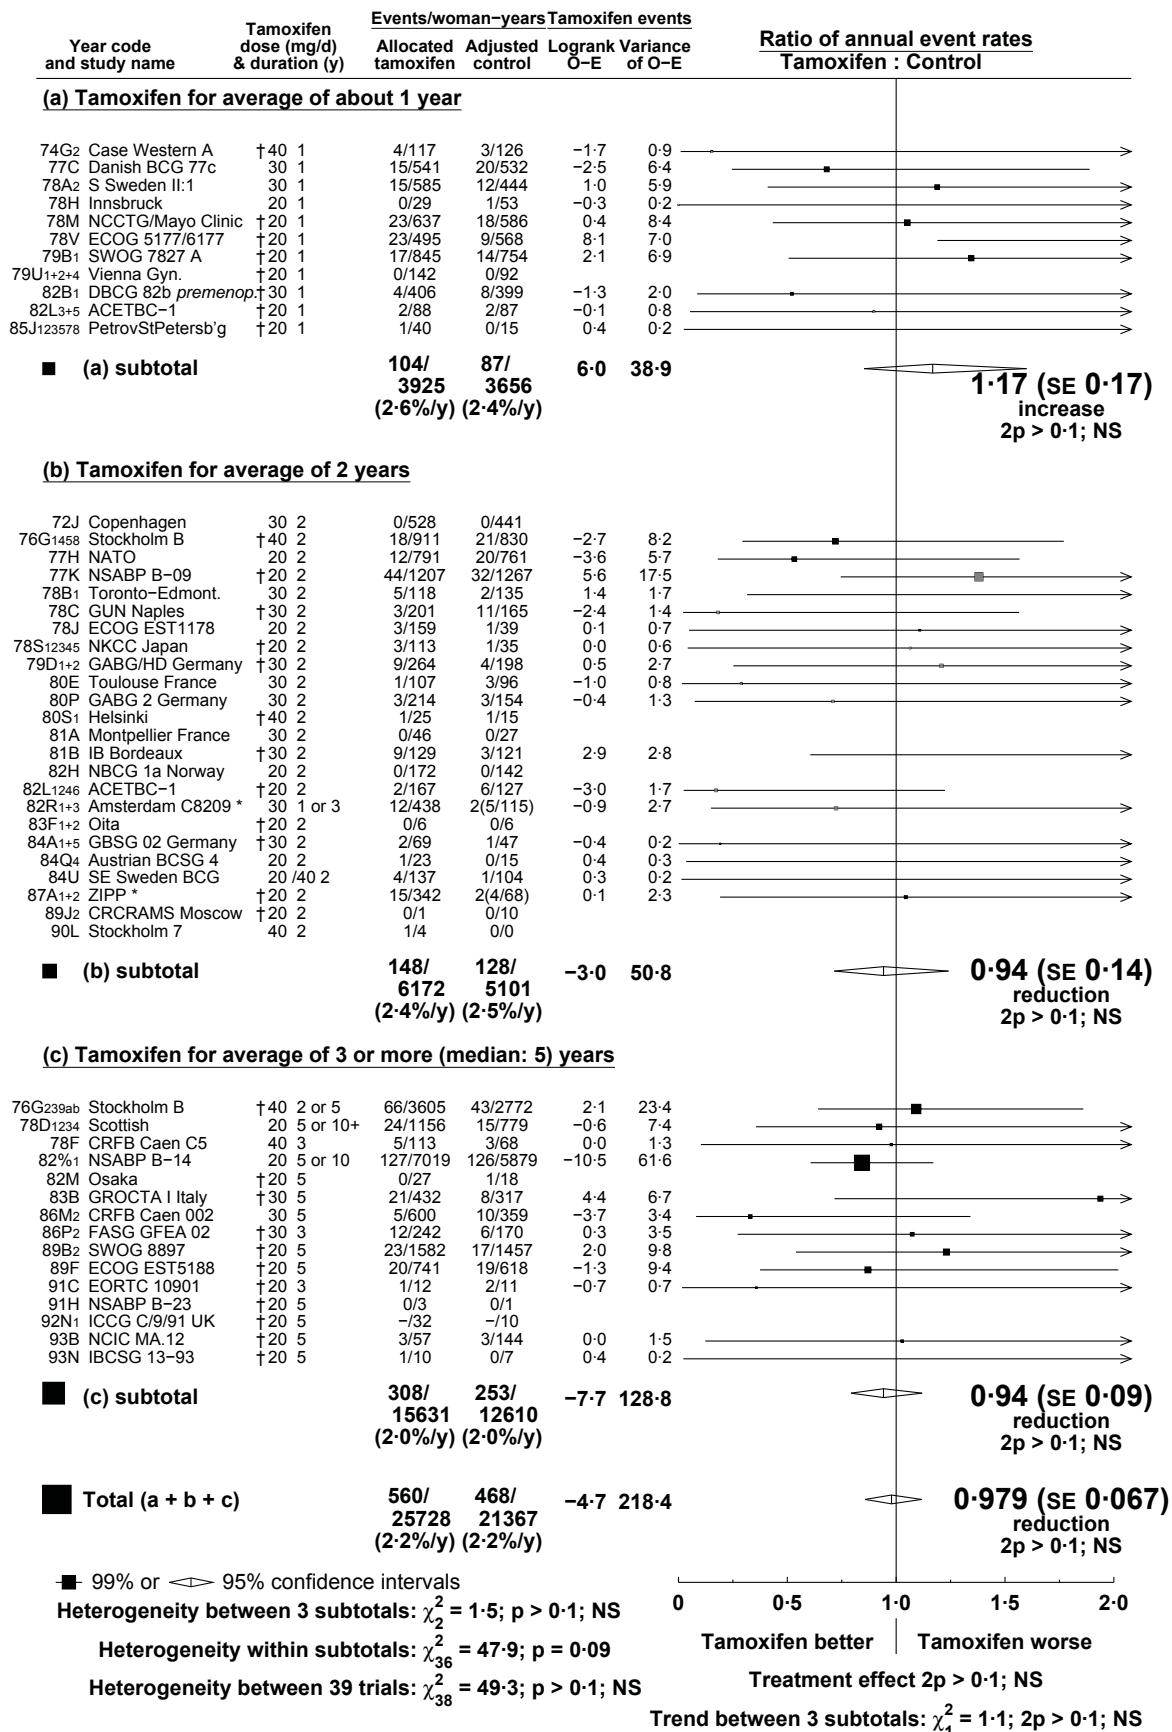 Events/woman−years Tamoxifen events
Year code and study name Tamoxifen dose (mg/d) & duration (y) Allocated tamoxifen Adjusted control Logrank O−E Variance of O−E Ratio of annual event rates Tamoxifen : Control
(a) Tamoxifen for average of about 1 year
74G2 Case Western A †40 1 4/117 3/126 −1·7 0·9
77C Danish BCG 77c 30 1 15/541 20/532 −2·5 6·4
78A2 S Sweden II:1 30 1 15/585 12/444 1·0 5·9
78H Innsbruck 20 1 0/29 1/53 −0·3 0·2
78M NCCTG/Mayo Clinic †20 1 23/637 18/586 0·4 8·4
78V ECOG 5177/6177 †20 1 23/495 9/568 8·1 7·0
79B1 SWOG 7827 A †20 1 17/845 14/754 2·1 6·9
79U1+2+4 Vienna Gyn. †20 1 0/142 0/92
82B1 DBCG 82b premenop. †30 1 4/406 8/399 −1·3 2·0
82L3+5 ACETBC−1 †20 1 2/88 2/87 −0·1 0·8
85J123578 PetrovStPetersb'g †20 1 1/40 0/15 0·4 0·2
(a) subtotal 104/ 87/ 6·0 38·9
3925 3656
(2·6%/y) (2·4%/y)
1·17 (SE 0·17)
increase
2p > 0·1; NS
(b) Tamoxifen for average of 2 years
72J Copenhagen 30 2 0/528 0/441
76G1458 Stockholm B †40 2 18/911 21/830 −2·7 8·2
77H NATO 20 2 12/791 20/761 −3·6 5·7
77K NSABP B−09 †20 2 44/1207 32/1267 5·6 17·5
78B1 Toronto−Edmont. 30 2 5/118 2/135 1·4 1·7
78C GUN Naples †30 2 3/201 11/165 −2·4 1·4
78J ECOG EST1178 20 2 3/159 1/39 0·1 0·7
78S12345 NKCC Japan †20 2 3/113 1/35 0·0 0·6
79D1+2 GABG/HD Germany †30 2 9/264 4/198 0·5 2·7
80E Toulouse France 30 2 1/107 3/96 −1·0 0·8
80P GABG 2 Germany 30 2 3/214 3/154 −0·4 1·3
80S1 Helsinki †40 2 1/25 1/15
81A Montpellier France 30 2 0/46 0/27
81B IB Bordeaux †30 2 9/129 3/121 2·9 2·8
82H NBCG 1a Norway 20 2 0/172 0/142
82L1246 ACETBC−1 †20 2 2/167 6/127 −3·0 1·7
82R1+3 Amsterdam C8209 * 30 1 or 3 12/438 2(5/115) −0·9 2·7
83F1+2 Oita †20 2 0/6 0/6
84A1+5 GBSG 02 Germany †30 2 2/69 1/47 −0·4 0·2
84Q4 Austrian BCSG 4 20 2 1/23 0/15 0·4 0·3
84U SE Sweden BCG 20 /40 2 4/137 1/104 0·3 0·2
87A1+2 ZIPP * †20 2 15/342 2(4/68) 0·1 2·3
89J2 CRCRAMS Moscow †20 2 0/1 0/10
90L Stockholm 7 40 2 1/4 0/0
(b) subtotal 148/ 128/ −3·0 50·8
6172 5101
(2·4%/y) (2·5%/y)
0·94 (SE 0·14)
reduction
2p > 0·1; NS
(c) Tamoxifen for average of 3 or more (median: 5) years
76G239ab Stockholm B †40 2 or 5 66/3605 43/2772 2·1 23·4
78D1234 Scottish 20 5 or 10+ 24/1156 15/779 −0·6 7·4
78F CRFB Caen C5 40 3 5/113 3/68 0·0 1·3
82%1 NSABP B−14 20 5 or 10 127/7019 126/5879 −10·5 61·6
82M Osaka †20 5 0/27 1/18
83B GROCTA I Italy †30 5 21/432 8/317 4·4 6·7
86M2 CRFB Caen 002 30 5 5/600 10/359 −3·7 3·4
86P2 FASG GFEA 02 †30 3 12/242 6/170 0·3 3·5
89B2 SWOG 8897 †20 5 23/1582 17/1457 2·0 9·8
89F ECOG EST5188 †20 5 20/741 19/618 −1·3 9·4
91C EORTC 10901 †20 3 1/12 2/11 −0·7 0·7
91H NSABP B−23 †20 5 0/3 0/1
92N1 ICCG C/9/91 UK †20 5 −/32 −/10
93B NCIC MA.12 †20 5 3/57 3/144 0·0 1·5
93N IBCSG 13−93 †20 5 1/10 0/7 0·4 0·2
(c) subtotal 308/ 253/ −7·7 128·8
15631 12610
(2·0%/y) (2·0%/y)
0·94 (SE 0·09)
reduction
2p > 0·1; NS
Total (a + b + c) 560/ 468/ −4·7 218·4
25728 21367
(2·2%/y) (2·2%/y)
0·979 (SE 0·067)
reduction
2p > 0·1; NS
99% or 95% confidence intervals
Heterogeneity between 3 subtotals: χ²₂ = 1·5; p > 0·1; NS
Heterogeneity within subtotals: χ²₃₆ = 47·9; p = 0·09
Heterogeneity between 39 trials: χ²₃₈ = 49·3; p > 0·1; NS
0 0·5 1·0 1·5 2·0
Tamoxifen better Tamoxifen worse
Treatment effect 2p > 0·1; NS
Trend between 3 subtotals: χ²₁ = 1·1; 2p > 0·1; NS